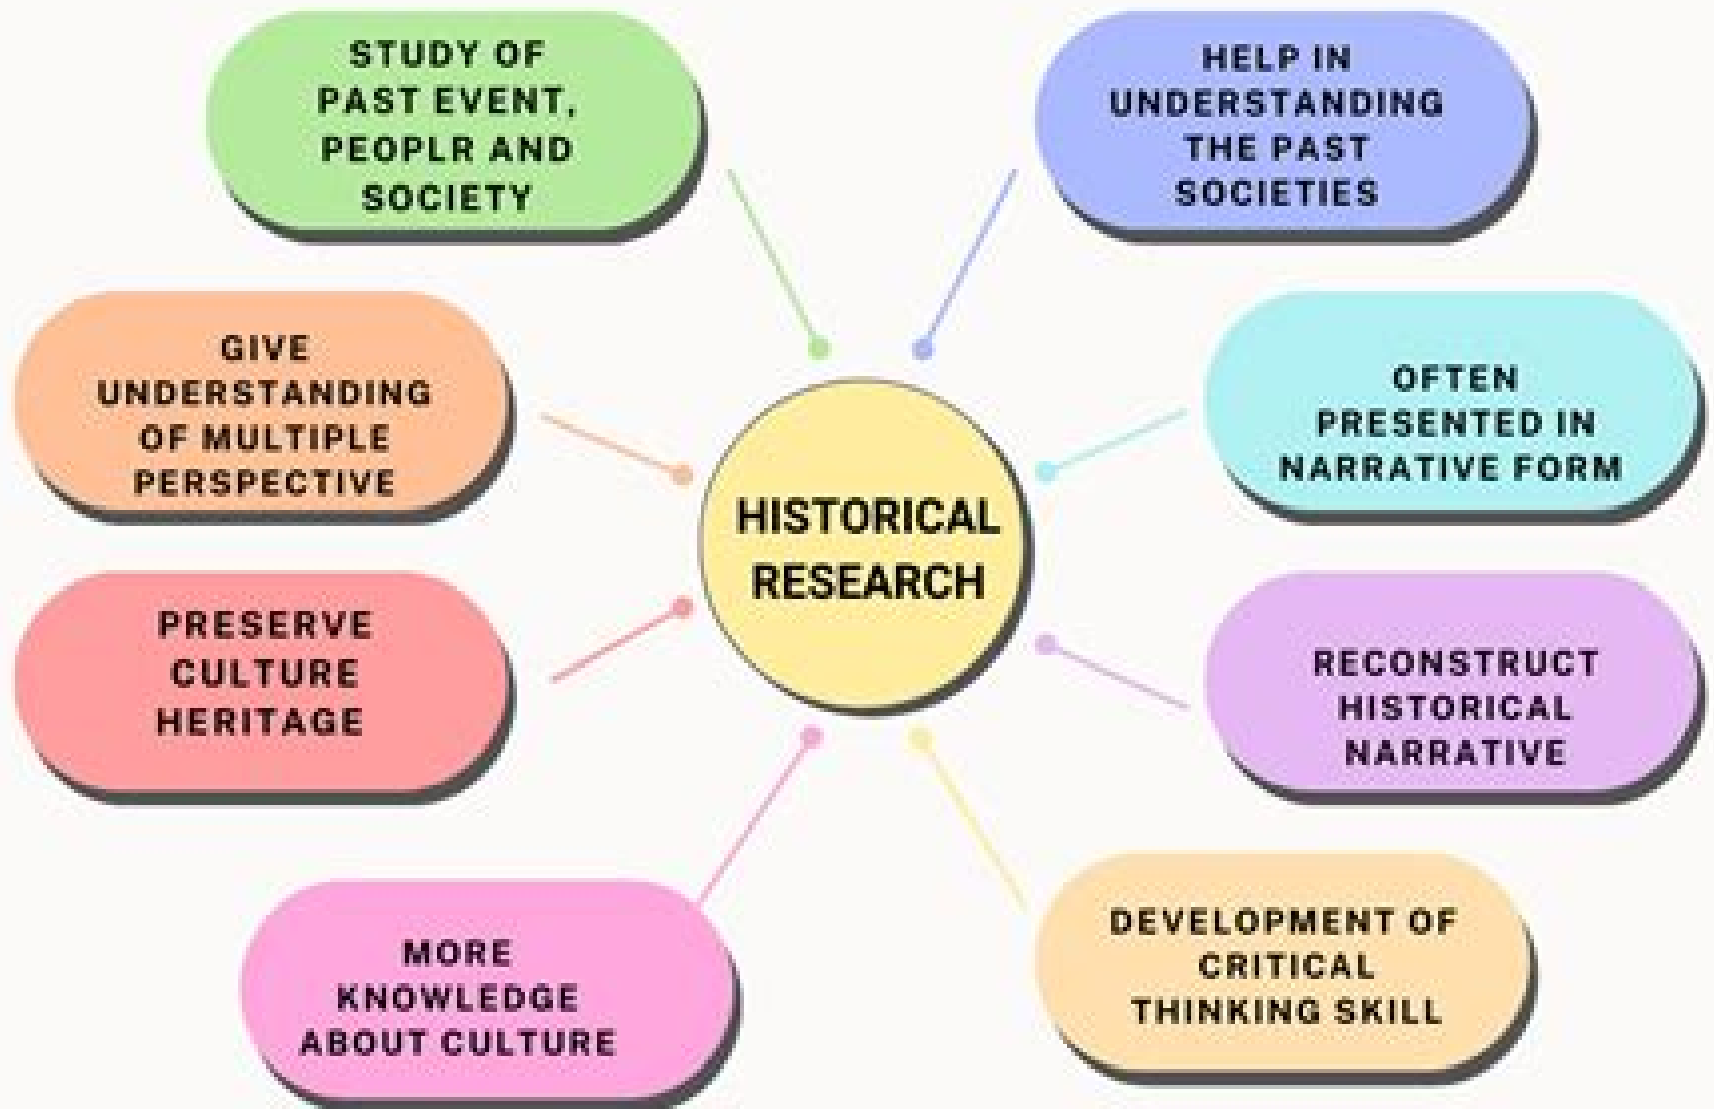 STUDY OF
PAST EVENT,
PEOPLR AND
SOCIETY
HELP IN
UNDERSTANDING
THE PAST
SOCIETIES
GIVE
UNDERSTANDING
OF MULTIPLE
PERSPECTIVE
OFTEN
PRESENTED IN
NARRATIVE FORM
HISTORICAL
RESEARCH
PRESERVE
CULTURE
HERITAGE
RECONSTRUCT
HISTORICAL
NARRATIVE
MORE
KNOWLEDGE
ABOUT CULTURE
DEVELOPMENT OF
CRITICAL
THINKING SKILL